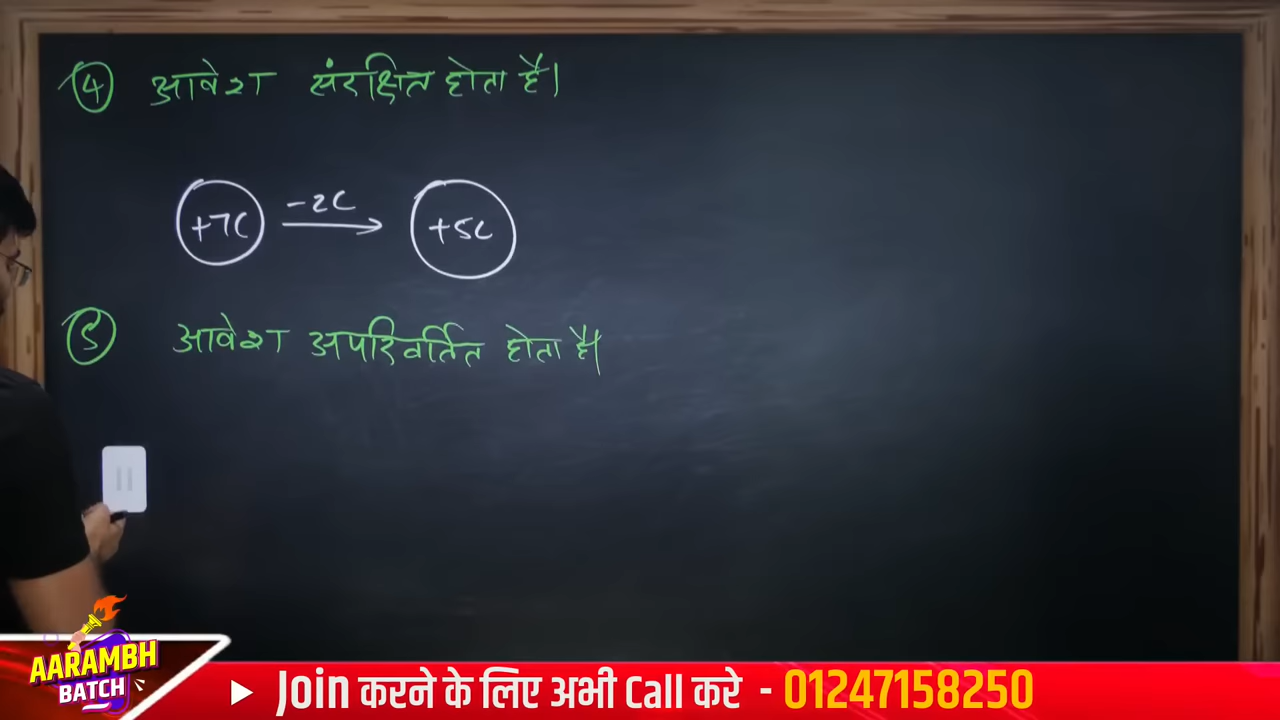 ④ आवेश संरक्षित होता है।
+7C -2C → +5C
⑤ आवेश अपरिवर्तित होता है।
AARAMBH
BATCH
Join करने के लिए अभी Call करे - 01247158250